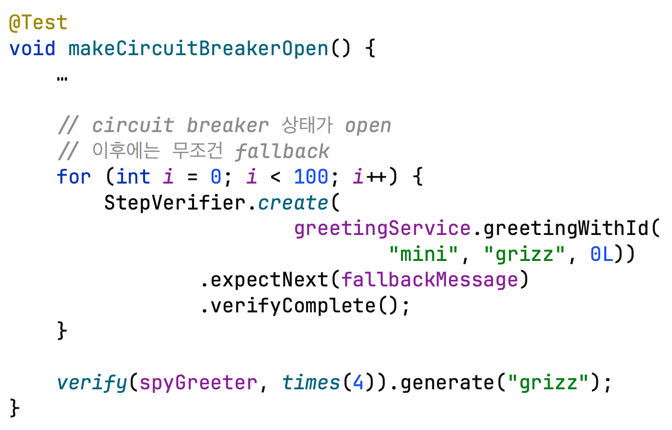 @Test
void makeCircuitBreakerOpen() {
    …
    // circuit breaker 상태가 open
    // 이후에는 무조건 fallback
    for (int i = 0; i < 100; i++) {
        StepVerifier.create(
                        greetingService.greetingWithId(
                                "mini", "grizz", 0L))
                .expectNext(fallbackMessage)
                .verifyComplete();
    }
    verify(spyGreeter, times(4)).generate("grizz");
}